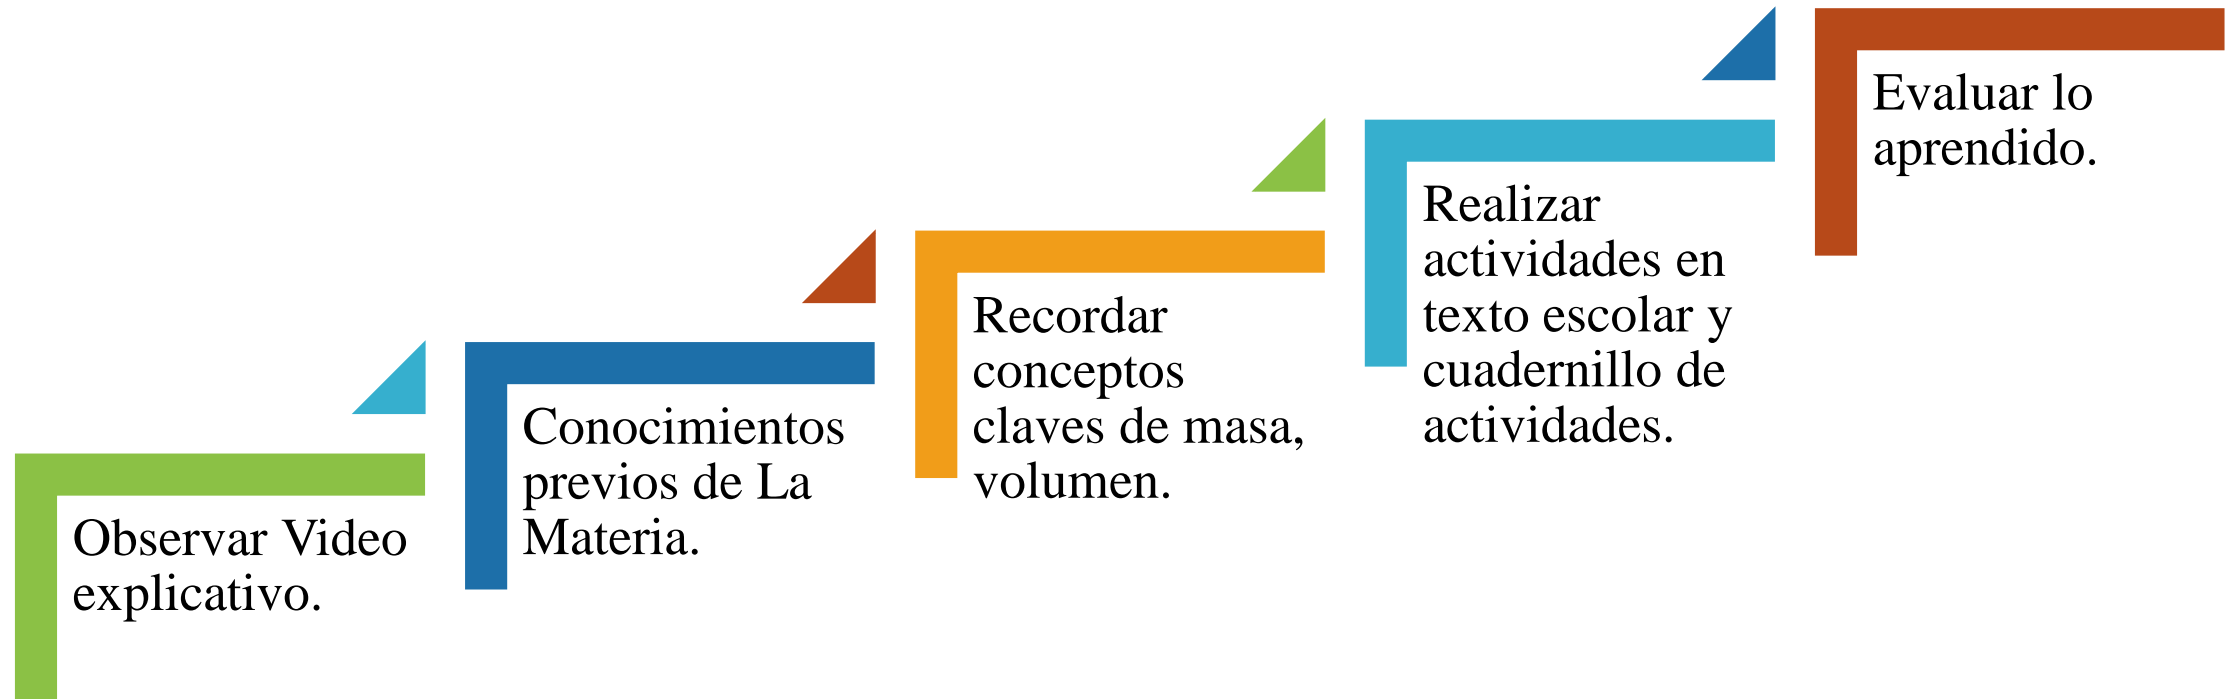 Observar Video
explicativo.
Conocimientos
previos de La
Materia.
Recordar
conceptos
claves de masa,
volumen.
Realizar
actividades en
texto escolar y
cuadernillo de
actividades.
Evaluar lo
aprendido.